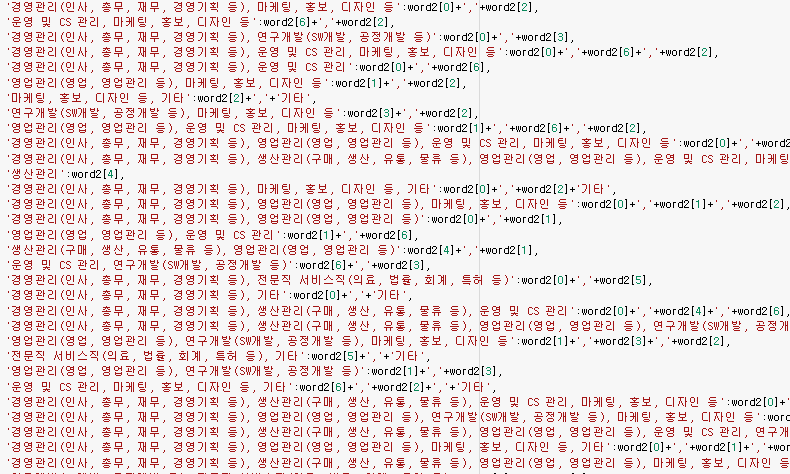 '경영관리(인사, 총무, 재무, 경영기획 등), 마케팅, 홍보, 디자인 등':word2[0]+','+word2[2],
'운영 및 CS 관리, 마케팅, 홍보, 디자인 등':word2[6]+','+word2[2],
'경영관리(인사, 총무, 재무, 경영기획 등), 연구개발(SW개발, 공정개발 등)':word2[0]+','+word2[3],
'경영관리(인사, 총무, 재무, 경영기획 등), 운영 및 CS 관리, 마케팅, 홍보, 디자인 등':word2[0]+','+word2[6]+','+word2[2],
'경영관리(인사, 총무, 재무, 경영기획 등), 운영 및 CS 관리':word2[0]+','+word2[6],
'영업관리(영업, 영업관리 등), 마케팅, 홍보, 디자인 등':word2[1]+','+word2[2],
'마케팅, 홍보, 디자인 등, 기타':word2[2]+','+'기타',
'연구개발(SW개발, 공정개발 등), 마케팅, 홍보, 디자인 등':word2[3]+','+word2[2],
'영업관리(영업, 영업관리 등), 운영 및 CS 관리, 마케팅, 홍보, 디자인 등':word2[1]+','+word2[6]+','+word2[2],
'경영관리(인사, 총무, 재무, 경영기획 등), 영업관리(영업, 영업관리 등), 운영 및 CS 관리, 마케팅, 홍보, 디자인 등':word2[0]+','+word
'경영관리(인사, 총무, 재무, 경영기획 등), 생산관리(구매, 생산, 유통, 물류 등), 영업관리(영업, 영업관리 등), 운영 및 CS 관리, 마케팅
'생산관리':word2[4],
'경영관리(인사, 총무, 재무, 경영기획 등), 마케팅, 홍보, 디자인 등, 기타':word2[0]+','+word2[2]+'기타',
'경영관리(인사, 총무, 재무, 경영기획 등), 영업관리(영업, 영업관리 등), 마케팅, 홍보, 디자인 등':word2[0]+','+word2[1]+','+word2[2],
'경영관리(인사, 총무, 재무, 경영기획 등), 영업관리(영업, 영업관리 등)':word2[0]+','+word2[1],
'영업관리(영업, 영업관리 등), 운영 및 CS 관리':word2[1]+','+word2[6],
'생산관리(구매, 생산, 유통, 물류 등), 영업관리(영업, 영업관리 등)':word2[4]+','+word2[1],
'운영 및 CS 관리, 연구개발(SW개발, 공정개발 등)':word2[6]+','+word2[3],
'경영관리(인사, 총무, 재무, 경영기획 등), 전문직 서비스직(의료, 법률, 회계, 특허 등)':word2[0]+','+word2[5],
'경영관리(인사, 총무, 재무, 경영기획 등), 기타':word2[0]+','+'기타',
'경영관리(인사, 총무, 재무, 경영기획 등), 생산관리(구매, 생산, 유통, 물류 등), 운영 및 CS 관리':word2[0]+','+word2[4]+','+word2[6],
'경영관리(인사, 총무, 재무, 경영기획 등), 생산관리(구매, 생산, 유통, 물류 등), 영업관리(영업, 영업관리 등), 연구개발(SW개발, 공정개
'영업관리(영업, 영업관리 등), 연구개발(SW개발, 공정개발 등), 마케팅, 홍보, 디자인 등':word2[1]+','+word2[3]+','+word2[2],
'전문직 서비스직(의료, 법률, 회계, 특허 등), 기타':word2[5]+','+'기타',
'영업관리(영업, 영업관리 등), 연구개발(SW개발, 공정개발 등)':word2[1]+','+word2[3],
'운영 및 CS 관리, 마케팅, 홍보, 디자인 등, 기타':word2[6]+','+word2[2]+','+'기타',
'경영관리(인사, 총무, 재무, 경영기획 등), 생산관리(구매, 생산, 유통, 물류 등), 운영 및 CS 관리, 마케팅, 홍보, 디자인 등':word2[0]+'
'경영관리(인사, 총무, 재무, 경영기획 등), 영업관리(영업, 영업관리 등), 연구개발(SW개발, 공정개발 등), 마케팅, 홍보, 디자인 등':wor
'경영관리(인사, 총무, 재무, 경영기획 등), 생산관리(구매, 생산, 유통, 물류 등), 영업관리(영업, 영업관리 등), 운영 및 CS 관리, 연구개
'경영관리(인사, 총무, 재무, 경영기획 등), 영업관리(영업, 영업관리 등), 마케팅, 홍보, 디자인 등, 기타':word2[0]+','+word2[1]+','+wor
'경영관리(인사, 총무, 재무, 경영기획 등), 생산관리(구매, 생산, 유통, 물류 등), 영업관리(영업, 영업관리 등), 마케팅, 홍보, 디자인 등